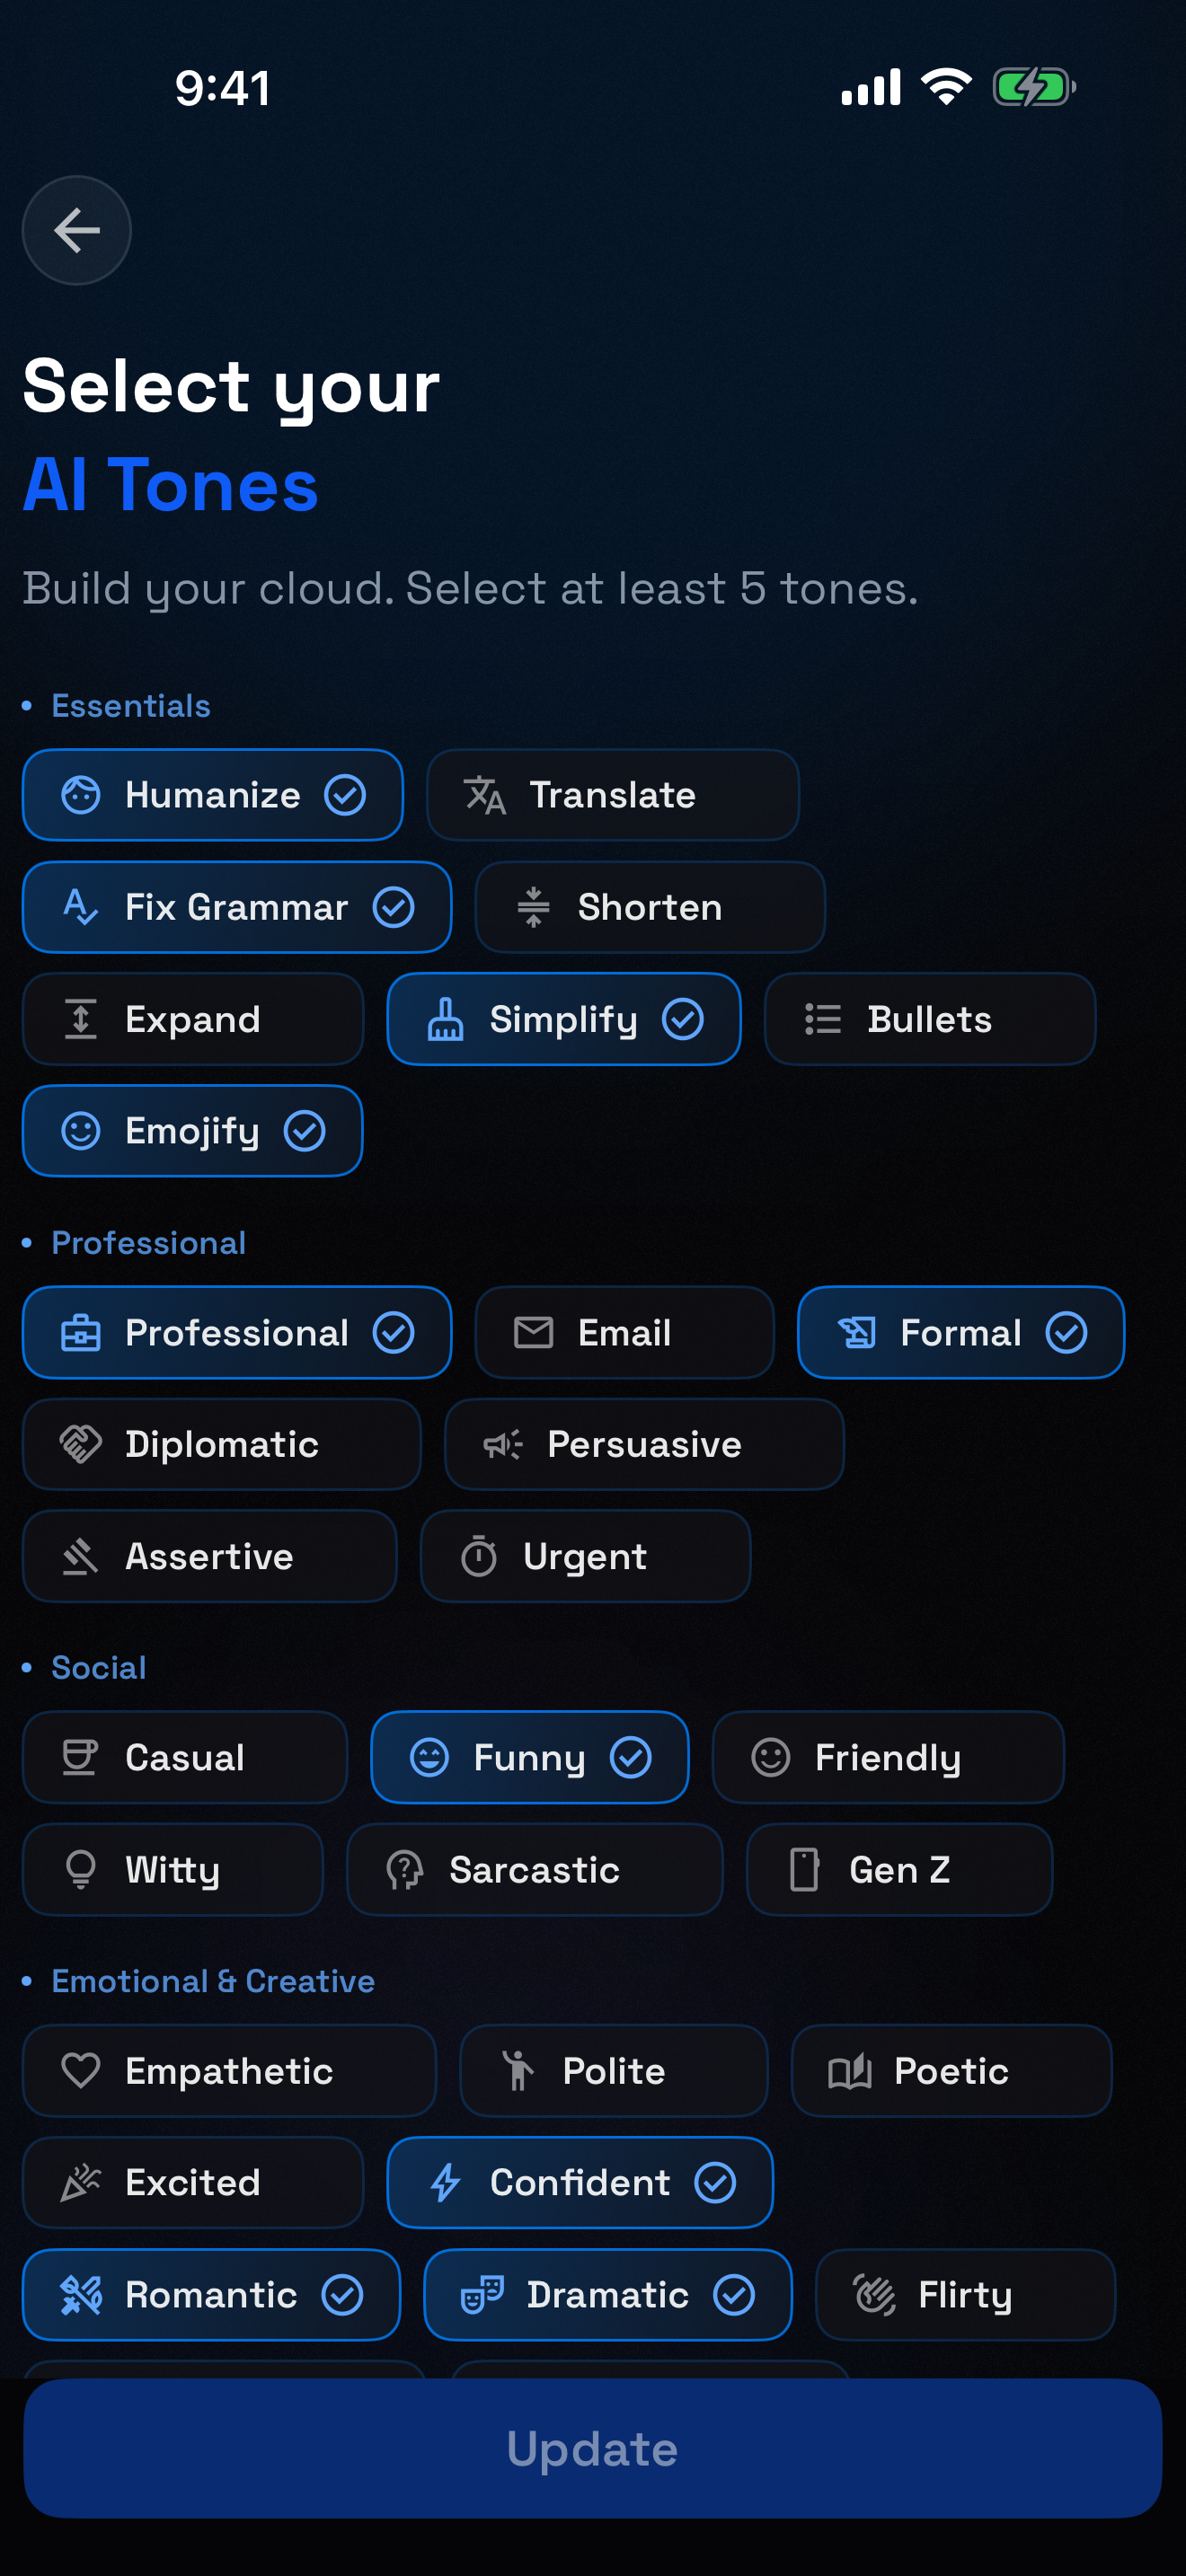 9:41
Select your
AI Tones
Build your cloud. Select at least 5 tones.
Essentials
Humanize Translate
Fix Grammar Shorten
Expand Simplify Bullets
Emojify
Professional
Professional Email Formal
Diplomatic Persuasive
Assertive Urgent
Social
Casual Funny Friendly
Witty Sarcastic Gen Z
Emotional & Creative
Empathetic Polite Poetic
Excited Confident
Romantic Dramatic Flirty
Update